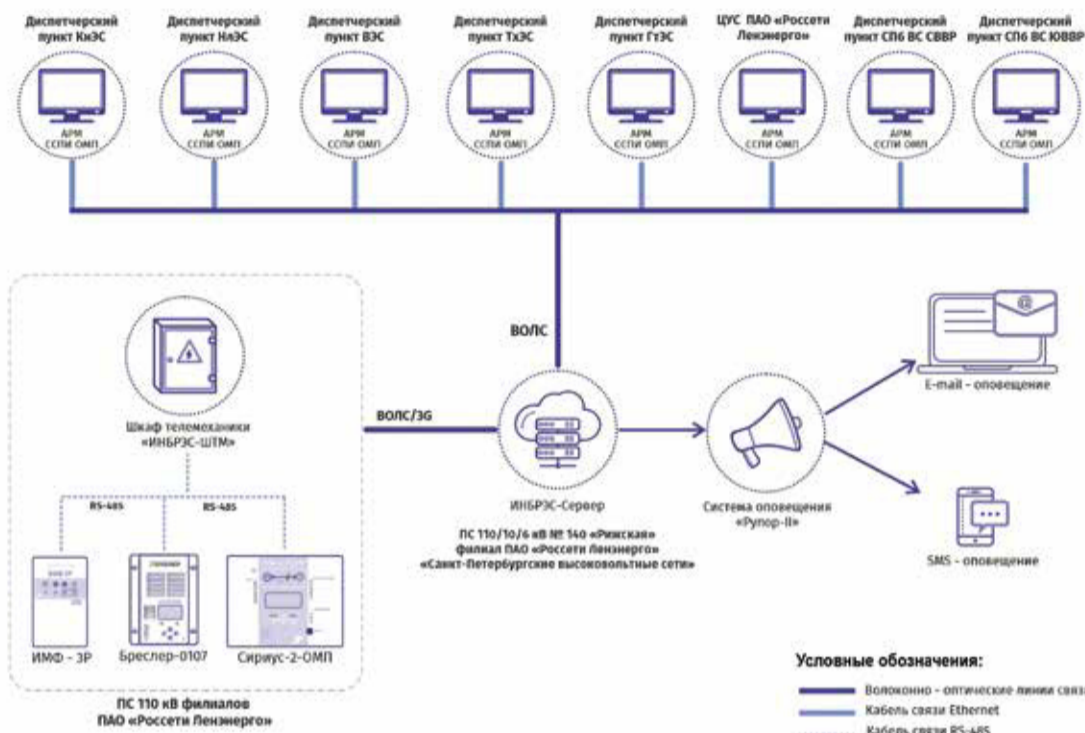 Диспетчерский
пункт КнЭС
Диспетчерский
пункт НлЭС
Диспетчерский
пункт ВЭС
Диспетчерский
пункт ТхЭС
Диспетчерский
пункт ГтЭС
ЦУС ПАО «Россети
Ленэнерго»
Диспетчерский
пункт СПб ВС СВВР
Диспетчерский
пункт СПб ВС ЮВВР
АРМ
ССПИ ОМП
АРМ
ССПИ ОМП
АРМ
ССПИ ОМП
АРМ
ССПИ ОМП
АРМ
ССПИ ОМП
АРМ
ССПИ ОМП
АРМ
ССПИ ОМП
АРМ
ССПИ ОМП
ВОЛС
@
E-mail - оповещение
Шкаф телемеханики
«ИНБРЭС-ШТМ»
ВОЛС/3G
RS-485
RS-485
ИНБРЭС-Сервер
ПС 110/10/6 кВ № 140 «Рижская»
филиал ПАО «Россети Ленэнерго»
«Санкт-Петербургские высоковольтные сети»
Система оповещения
«Рупор-II»
SMS - оповещение
ИМФ - 3Р
Бреслер-0107
Сириус-2-ОМП
ПС 110 кВ филиалов
ПАО «Россети Ленэнерго»
Условные обозначения:
Волоконно - оптические линии связи
Кабель связи Ethernet
Кабель связи RS-485